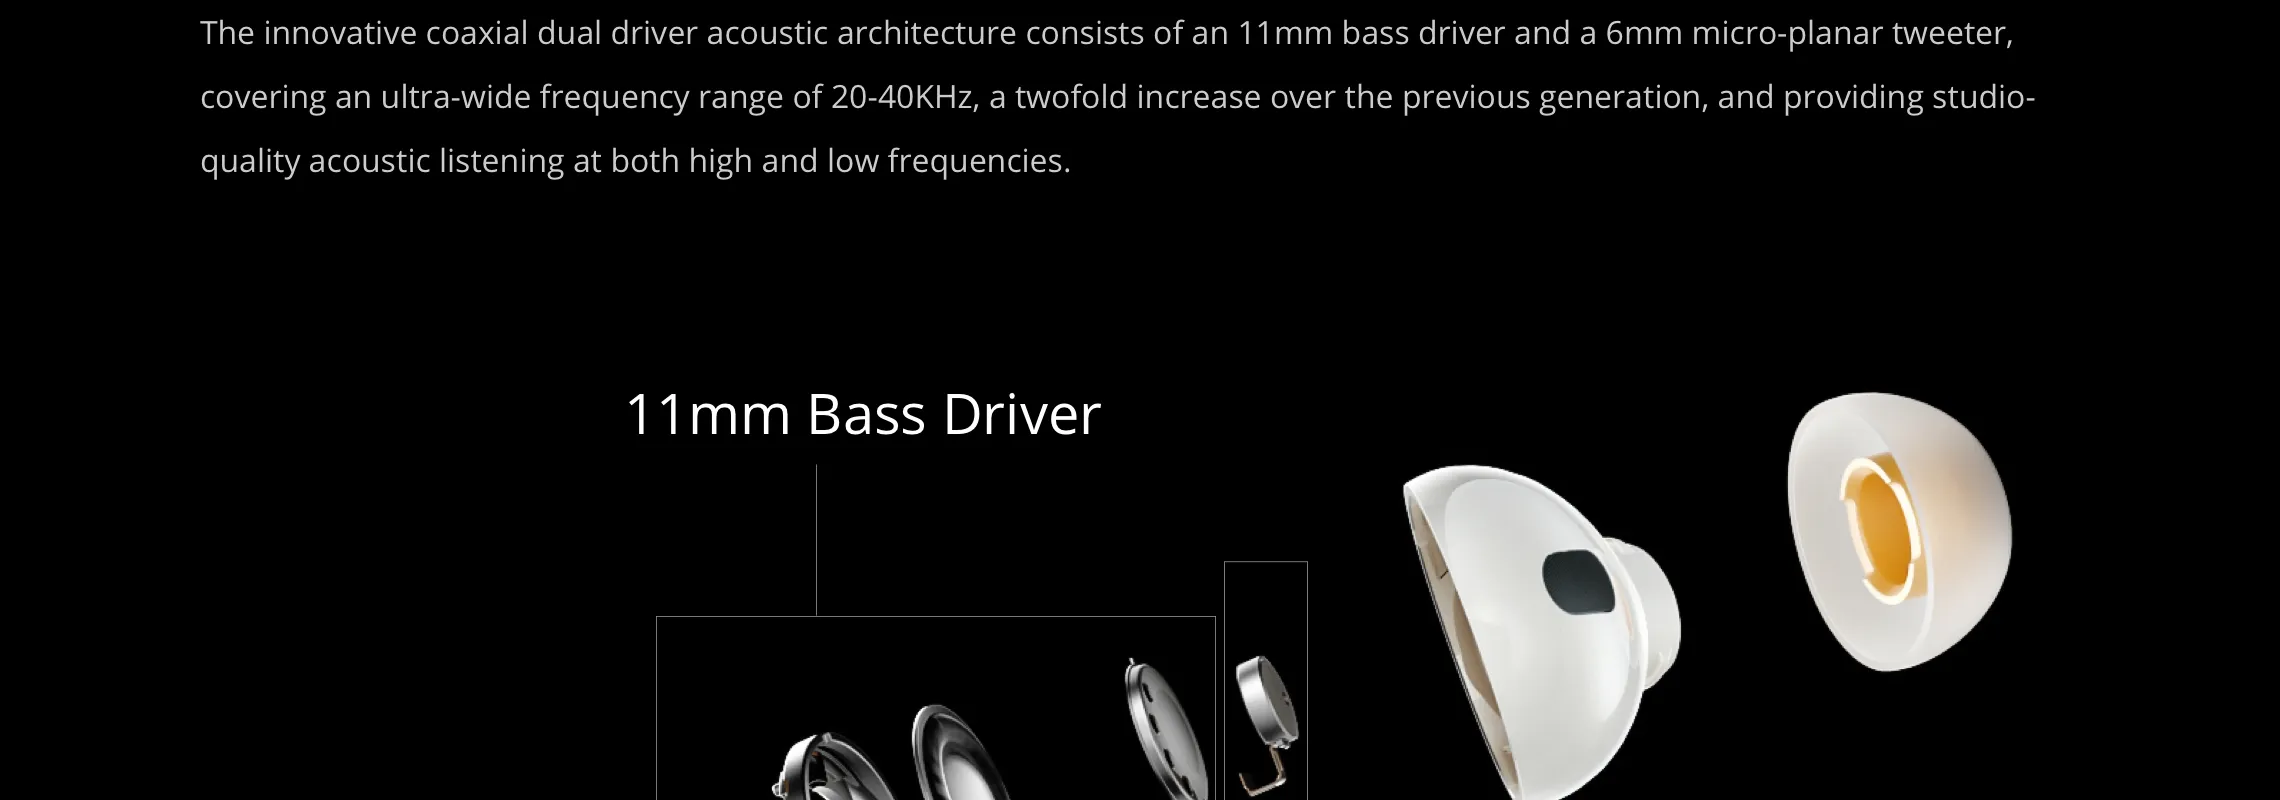 The innovative coaxial dual driver acoustic architecture consists of an 11mm bass driver and a 6mm micro-planar tweeter,
covering an ultra-wide frequency range of 20-40KHz, a twofold increase over the previous generation, and providing studio-
quality acoustic listening at both high and low frequencies.
11mm Bass Driver